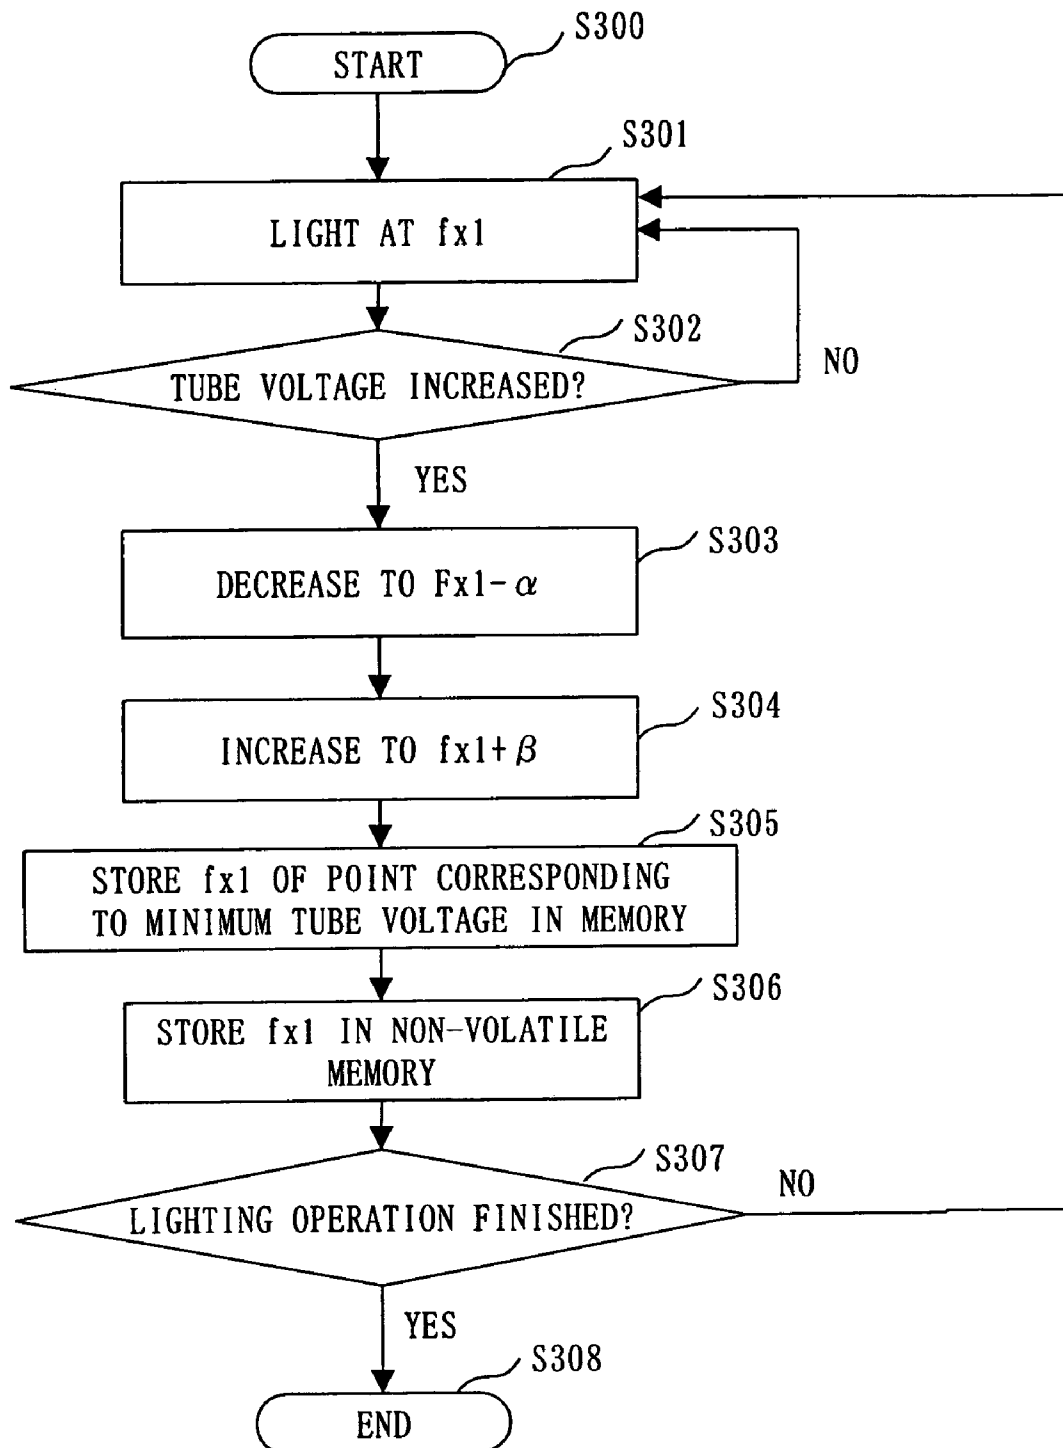 S300
START
S301
LIGHT AT fx1
S302
TUBE VOLTAGE INCREASED?
NO
YES
S303
DECREASE TO Fx1-α
S304
INCREASE TO fx1+β
S305
STORE fx1 OF POINT CORRESPONDING
TO MINIMUM TUBE VOLTAGE IN MEMORY
S306
STORE fx1 IN NON-VOLATILE
MEMORY
S307
NO
LIGHTING OPERATION FINISHED?
YES
S308
END